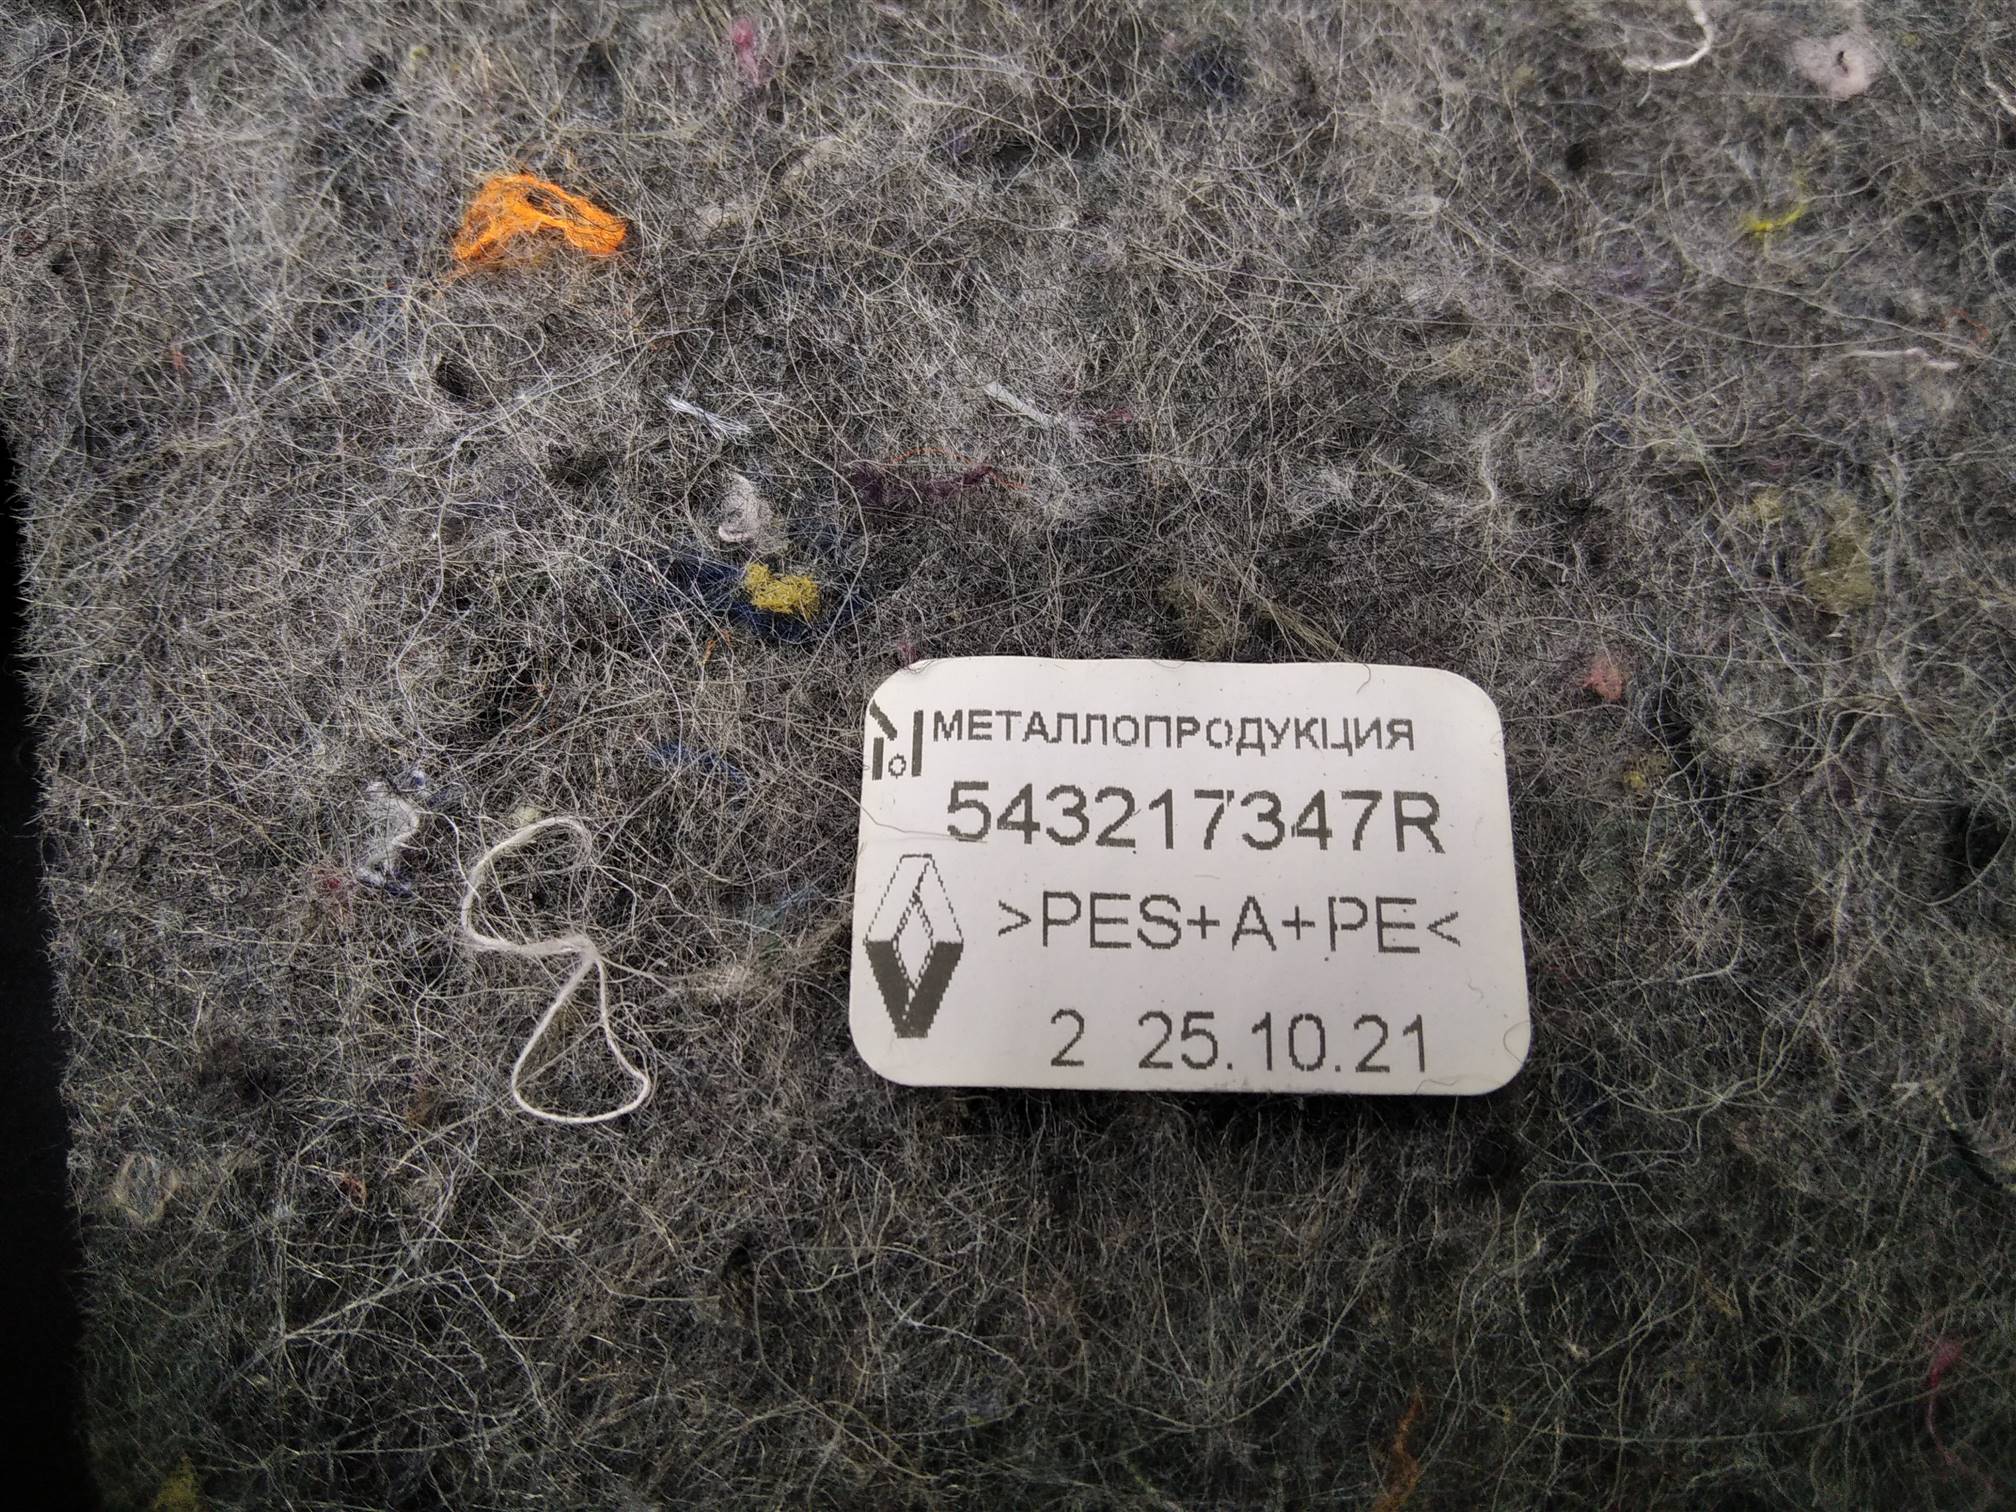 МЕТАЛЛОПРОДУКЦИЯ
543217347R
>PES+A+PE<
2 25.10.21